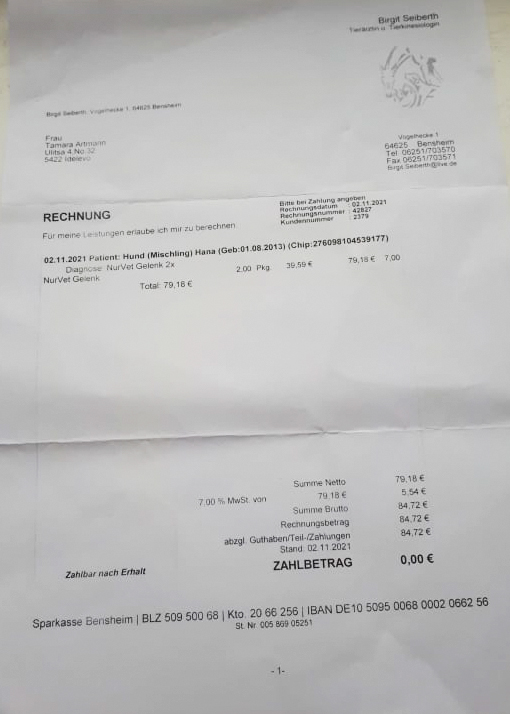 Birgit Seiberth
Tierärztin u. Tierkinesiologin
Birgit Seiberth, Vogelhecke 1, 64625 Bensheim
Frau
Tamara Artmann
Ulitsa 4 No.32
5422 Idelevo
Vogelhecke 1
64625 Bensheim
Tel. 06251/703570
Fax 06251/703571
Birgit.Seiberth@live.de
RECHNUNG
Bitte bei Zahlung angeben
Rechnungsdatum : 02.11.2021
Rechnungsnummer : 42827
Kundennummer : 2379
Für meine Leistungen erlaube ich mir zu berechnen
02.11.2021 Patient: Hund (Mischling) Hana (Geb:01.08.2013) (Chip:276098104539177)
Diagnose: NurVet Gelenk 2x
NurVet Gelenk 2,00 Pkg. 39,59 € 79,18 € 7,00
Total: 79,18 €
Summe Netto 79,18 €
7,00 % MwSt. von 79,18 € 5,54 €
Summe Brutto 84,72 €
Rechnungsbetrag 84,72 €
abzgl. Guthaben/Teil-/Zahlungen 84,72 €
Stand: 02.11.2021
Zahlbar nach Erhalt ZAHLBETRAG 0,00 €
Sparkasse Bensheim | BLZ 509 500 68 | Kto. 20 66 256 | IBAN DE10 5095 0068 0002 0662 56
St. Nr. 005 869 05251
-1-